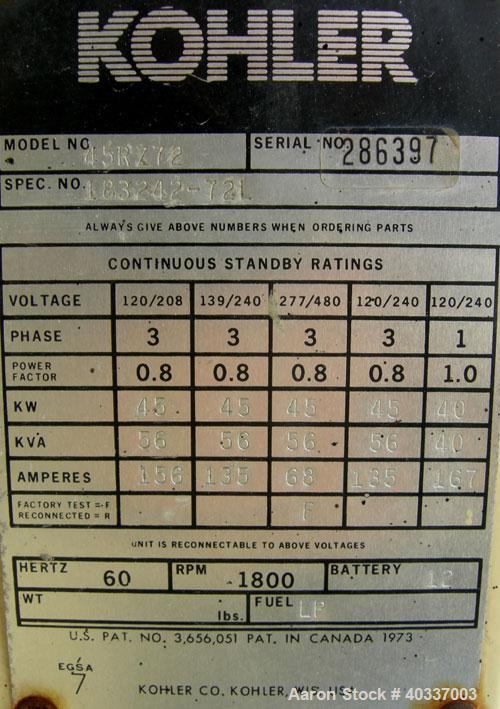 KOHLER
MODEL NO. 45RZ72 SERIAL NO. 286397
SPEC. NO. 183242-72L
ALWAYS GIVE ABOVE NUMBERS WHEN ORDERING PARTS
CONTINUOUS STANDBY RATINGS
VOLTAGE 120/208 139/240 277/480 120/240 120/240
PHASE 3 3 3 3 1
POWER
FACTOR 0.8 0.8 0.8 0.8 1.0
KW 45 45 45 45 40
KVA 56 56 56 56 40
AMPERES 156 135 68 135 167
FACTORY TEST = F
RECONNECTED = R F
UNIT IS RECONNECTABLE TO ABOVE VOLTAGES
HERTZ 60 RPM 1800 BATTERY 12
WT lbs. FUEL LP
U.S. PAT. NO. 3,656,051 PAT. IN CANADA 1973
EGSA
7
KOHLER CO. KOHLER, WIS. USA
Aaron Stock # 40337003